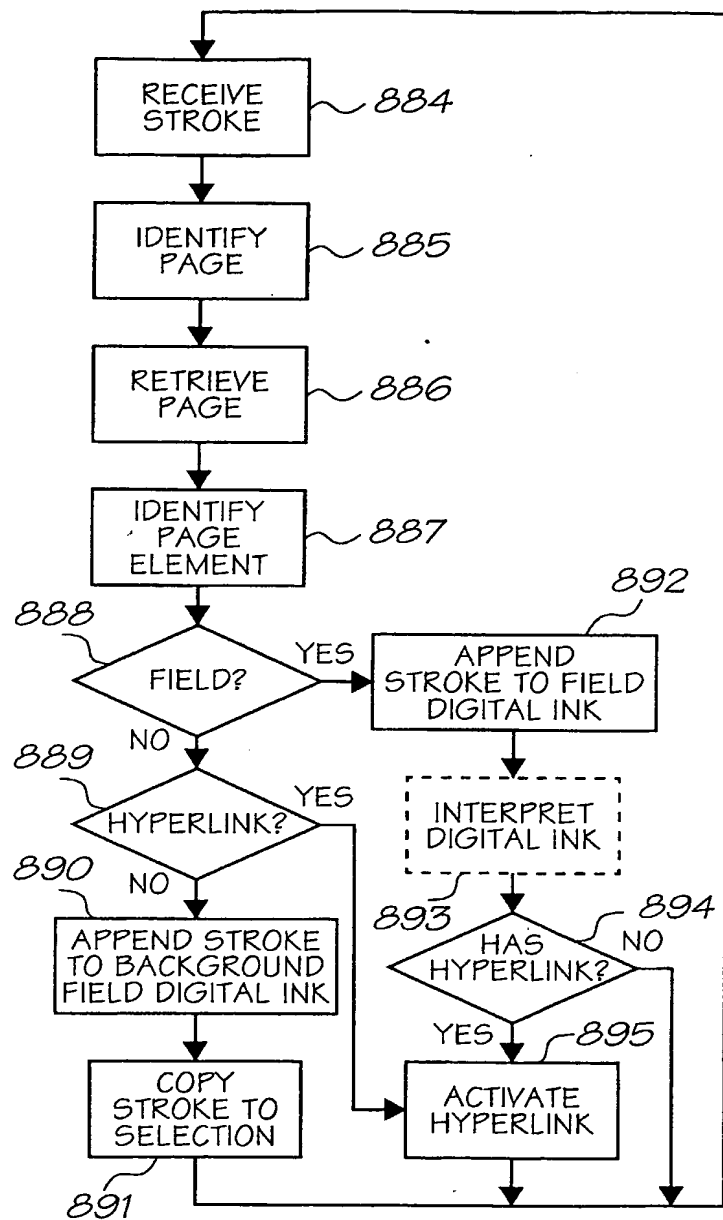 RECEIVE
STROKE
884
IDENTIFY
PAGE
885
RETRIEVE
PAGE
886
IDENTIFY
PAGE
ELEMENT
887
888
FIELD?
YES
NO
892
APPEND
STROKE TO FIELD
DIGITAL INK
889
HYPERLINK?
YES
NO
INTERPRET
DIGITAL INK
893
890
APPEND STROKE
TO BACKGROUND
FIELD DIGITAL INK
894
HAS
HYPERLINK?
NO
YES
895
COPY
STROKE TO
SELECTION
891
ACTIVATE
HYPERLINK